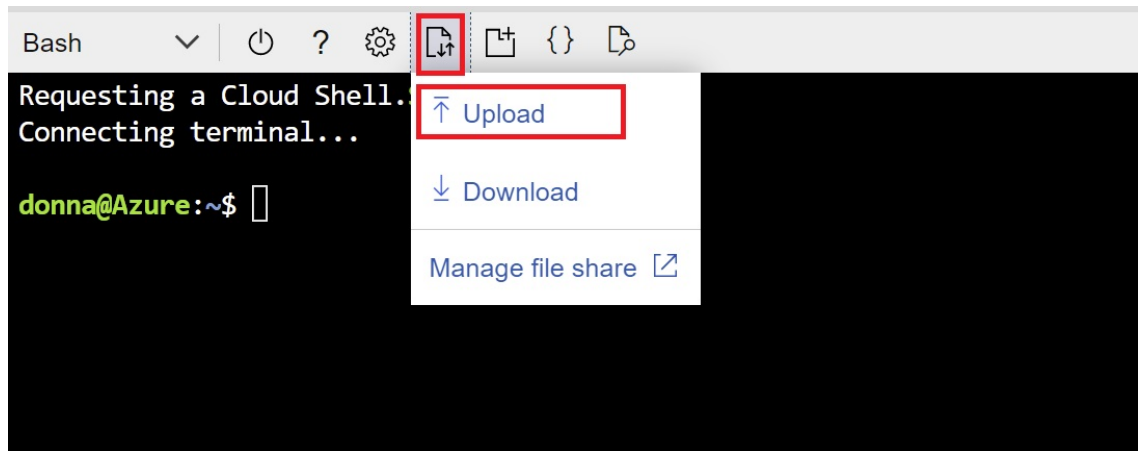 Bash
? { }
Requesting a Cloud Shell.
Connecting terminal...
donna@Azure:~$
Upload
Download
Manage file share